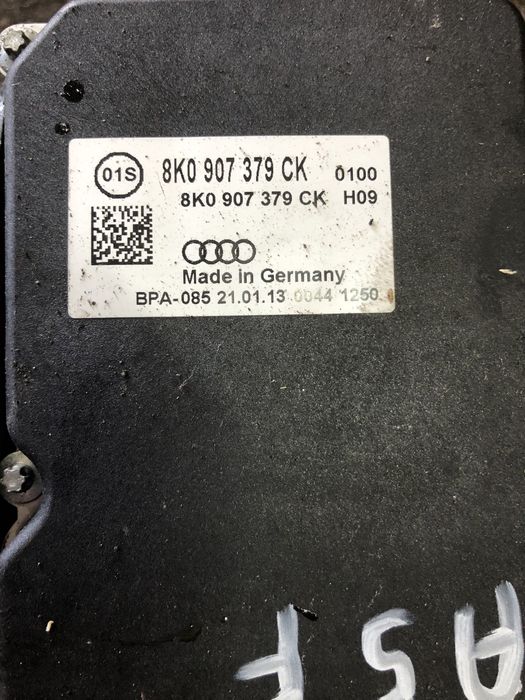 01S
8K0 907 379 CK 0100
8K0 907 379 CK H09
Made in Germany
BPA-085 21.01.13 0044 1250
A5F